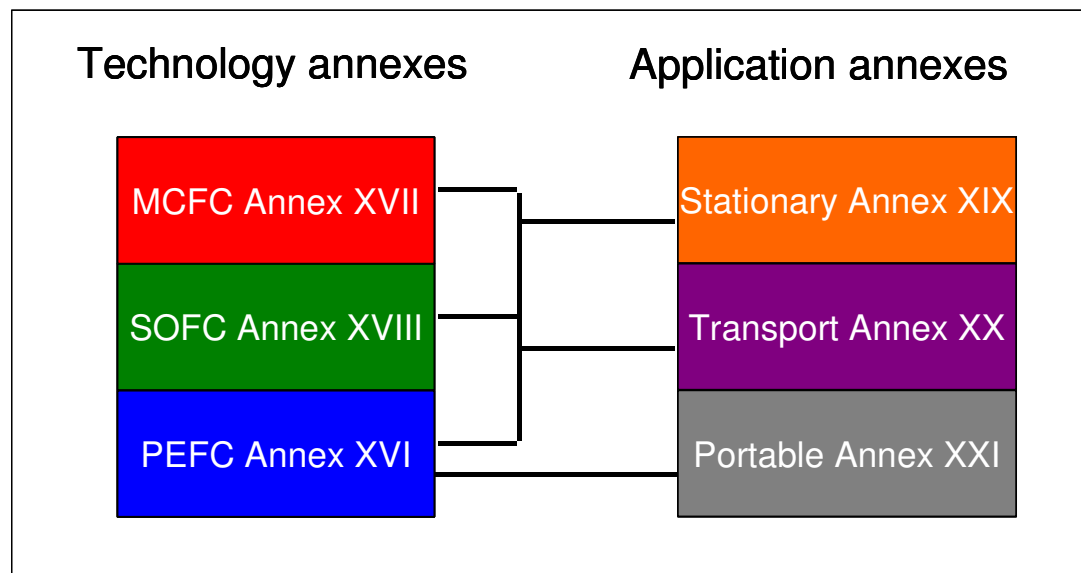 Technology annexes
Application annexes
MCFC Annex XVII
Stationary Annex XIX
SOFC Annex XVIII
Transport Annex XX
PEFC Annex XVI
Portable Annex XXI